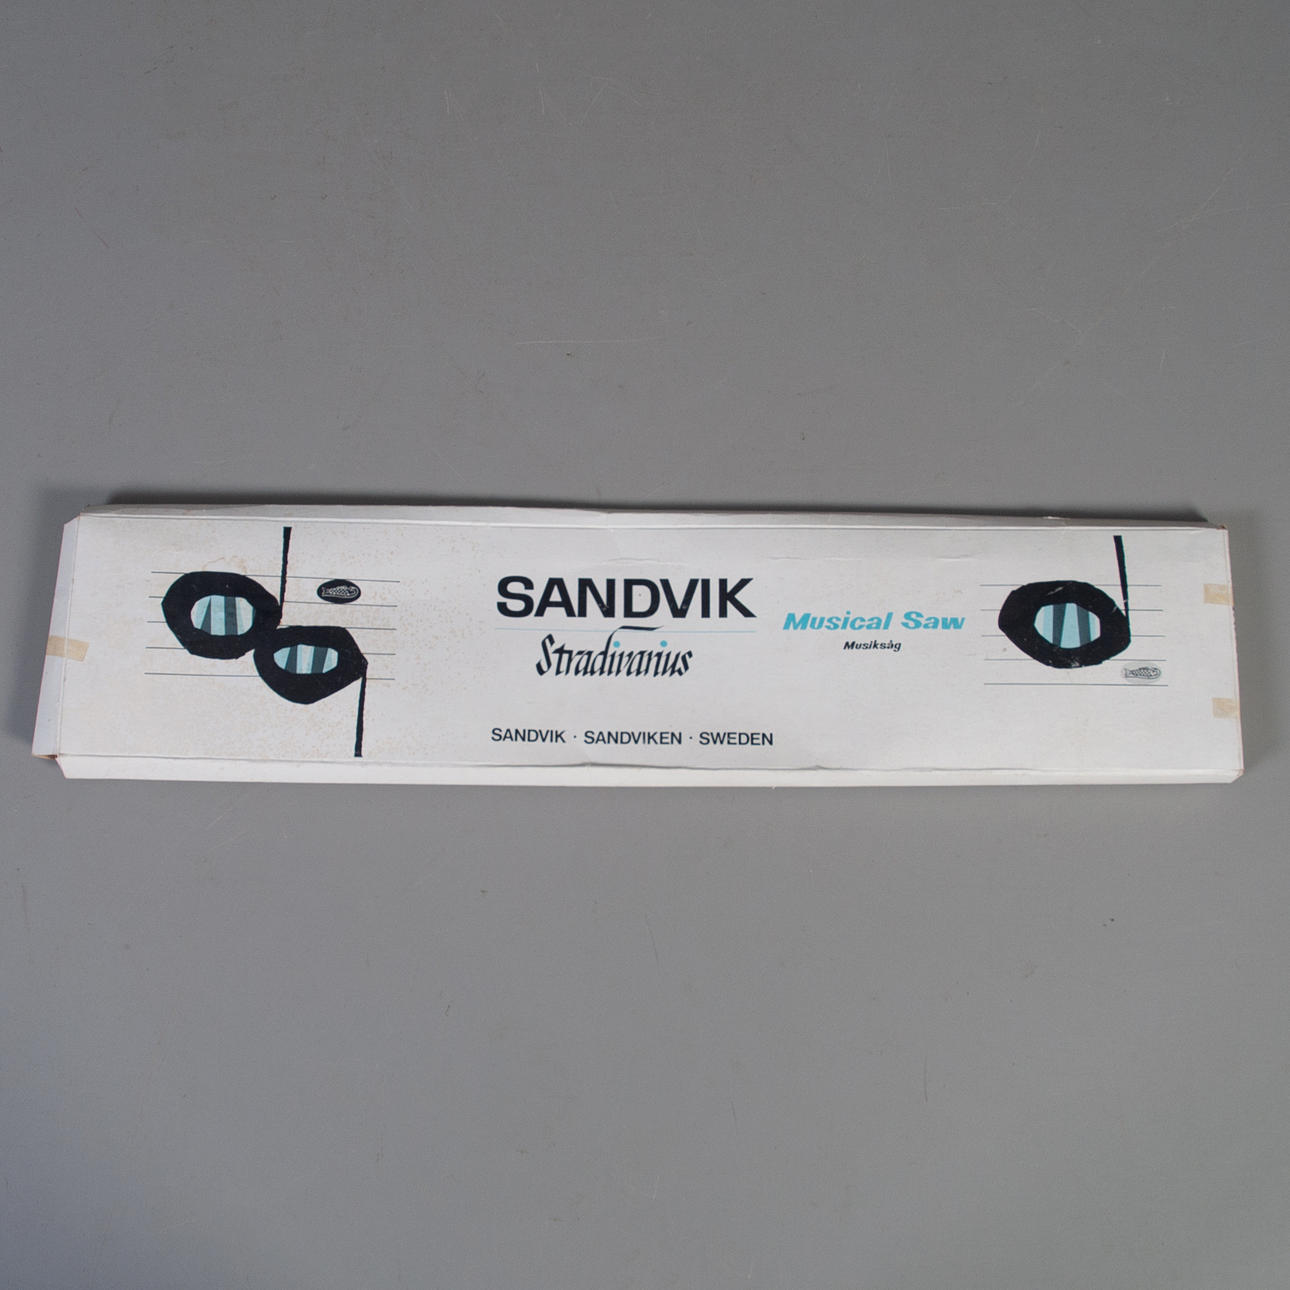 SANDVIK
Stradivarius
Musical Saw
Musiksåg
SANDVIK · SANDVIKEN · SWEDEN